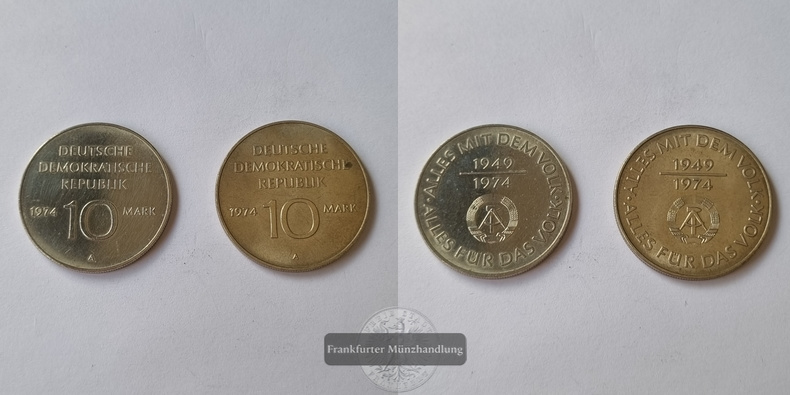 DEUTSCHE
DEMOKRATISCHE
REPUBLIK
1974 10 MARK
A
DEUTSCHE
DEMOKRATISCHE
REPUBLIK
1974 10 MARK
ALLES MIT DEM VOLK
1949
1974
ALLES FÜR DAS VOLK
ALLES MIT DEM VOLK
1949
1974
ALLES FÜR DAS VOLK
Frankfurter Münzhandlung